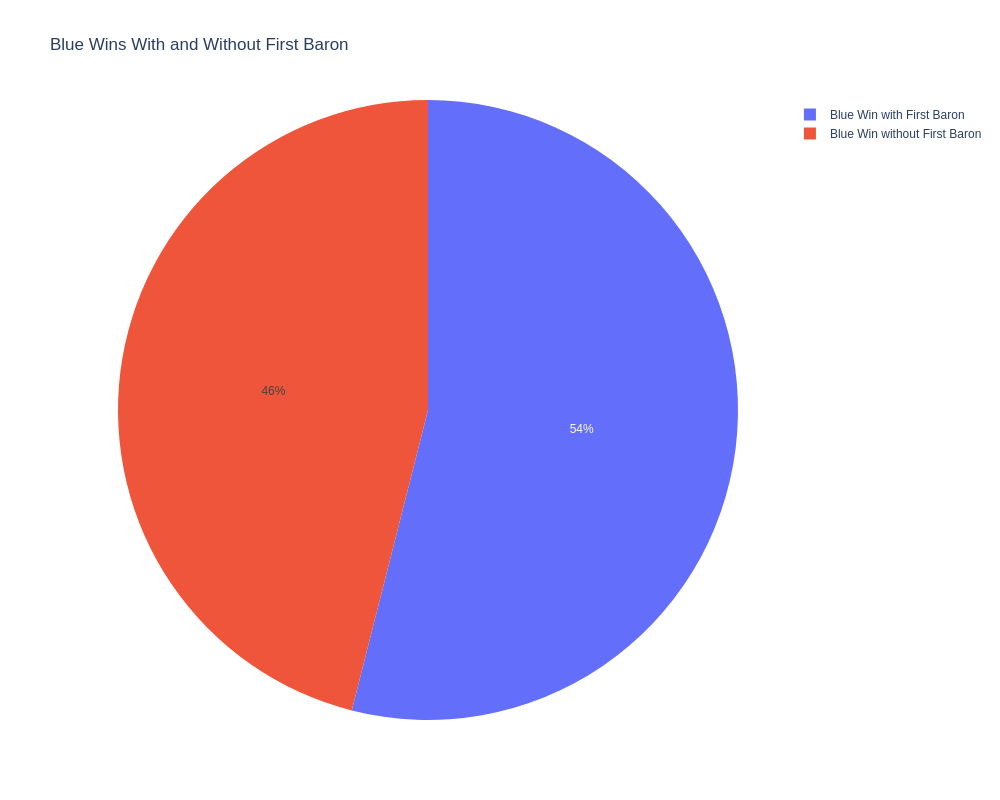 Blue Wins With and Without First Baron
Blue Win with First Baron
Blue Win without First Baron
46%
54%